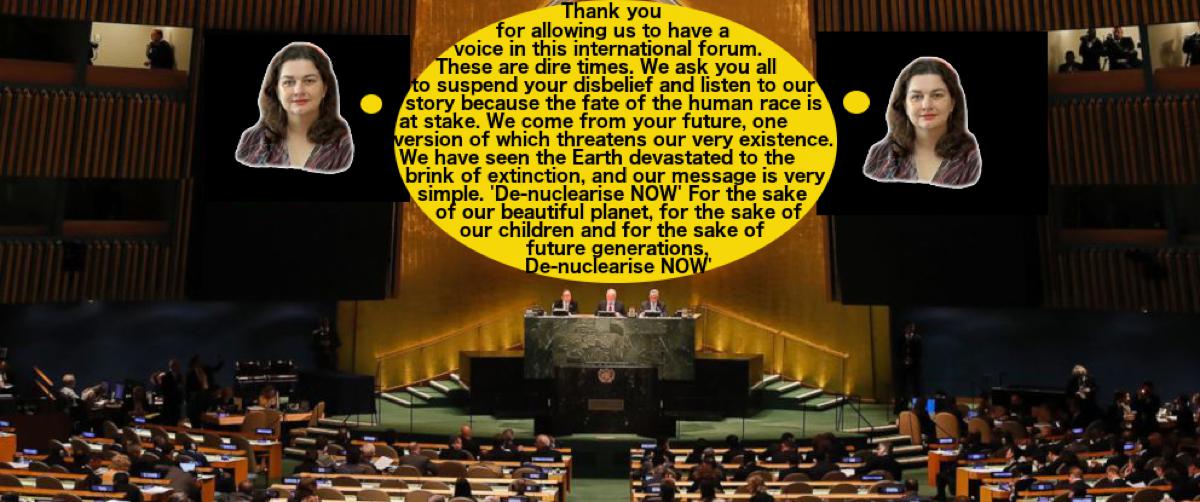 Thank you
for allowing us to have a
voice in this international forum.
These are dire times. We ask you all
to suspend your disbelief and listen to our
story because the fate of the human race is
at stake. We come from your future, one
version of which threatens our very existence.
We have seen the Earth devastated to the
brink of extinction, and our message is very
simple. 'De-nuclearise NOW' For the sake
of our beautiful planet, for the sake of
our children and for the sake of
future generations,
De-nuclearise NOW'